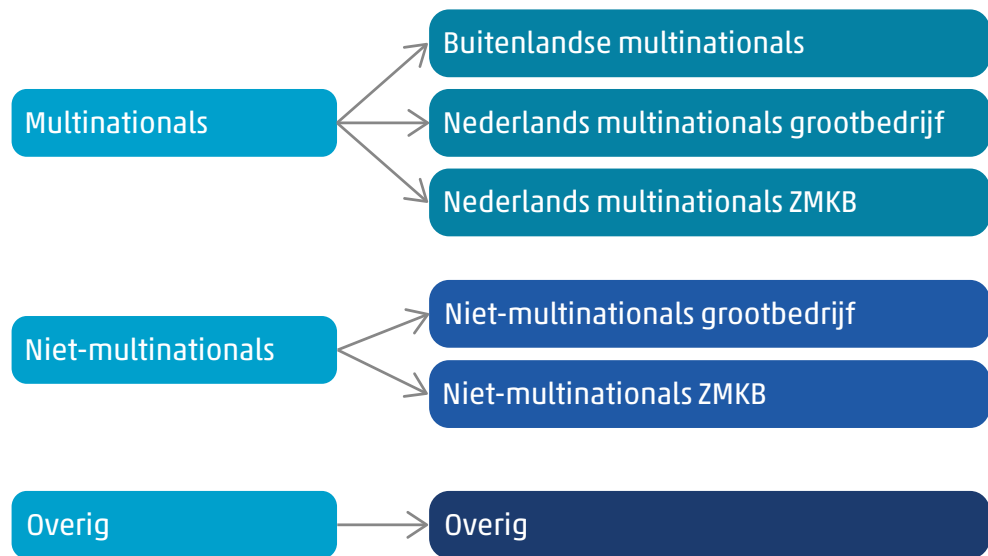 Multinationals
Buitenlandse multinationals
Nederlands multinationals grootbedrijf
Nederlands multinationals ZMKB
Niet-multinationals
Niet-multinationals grootbedrijf
Niet-multinationals ZMKB
Overig
Overig